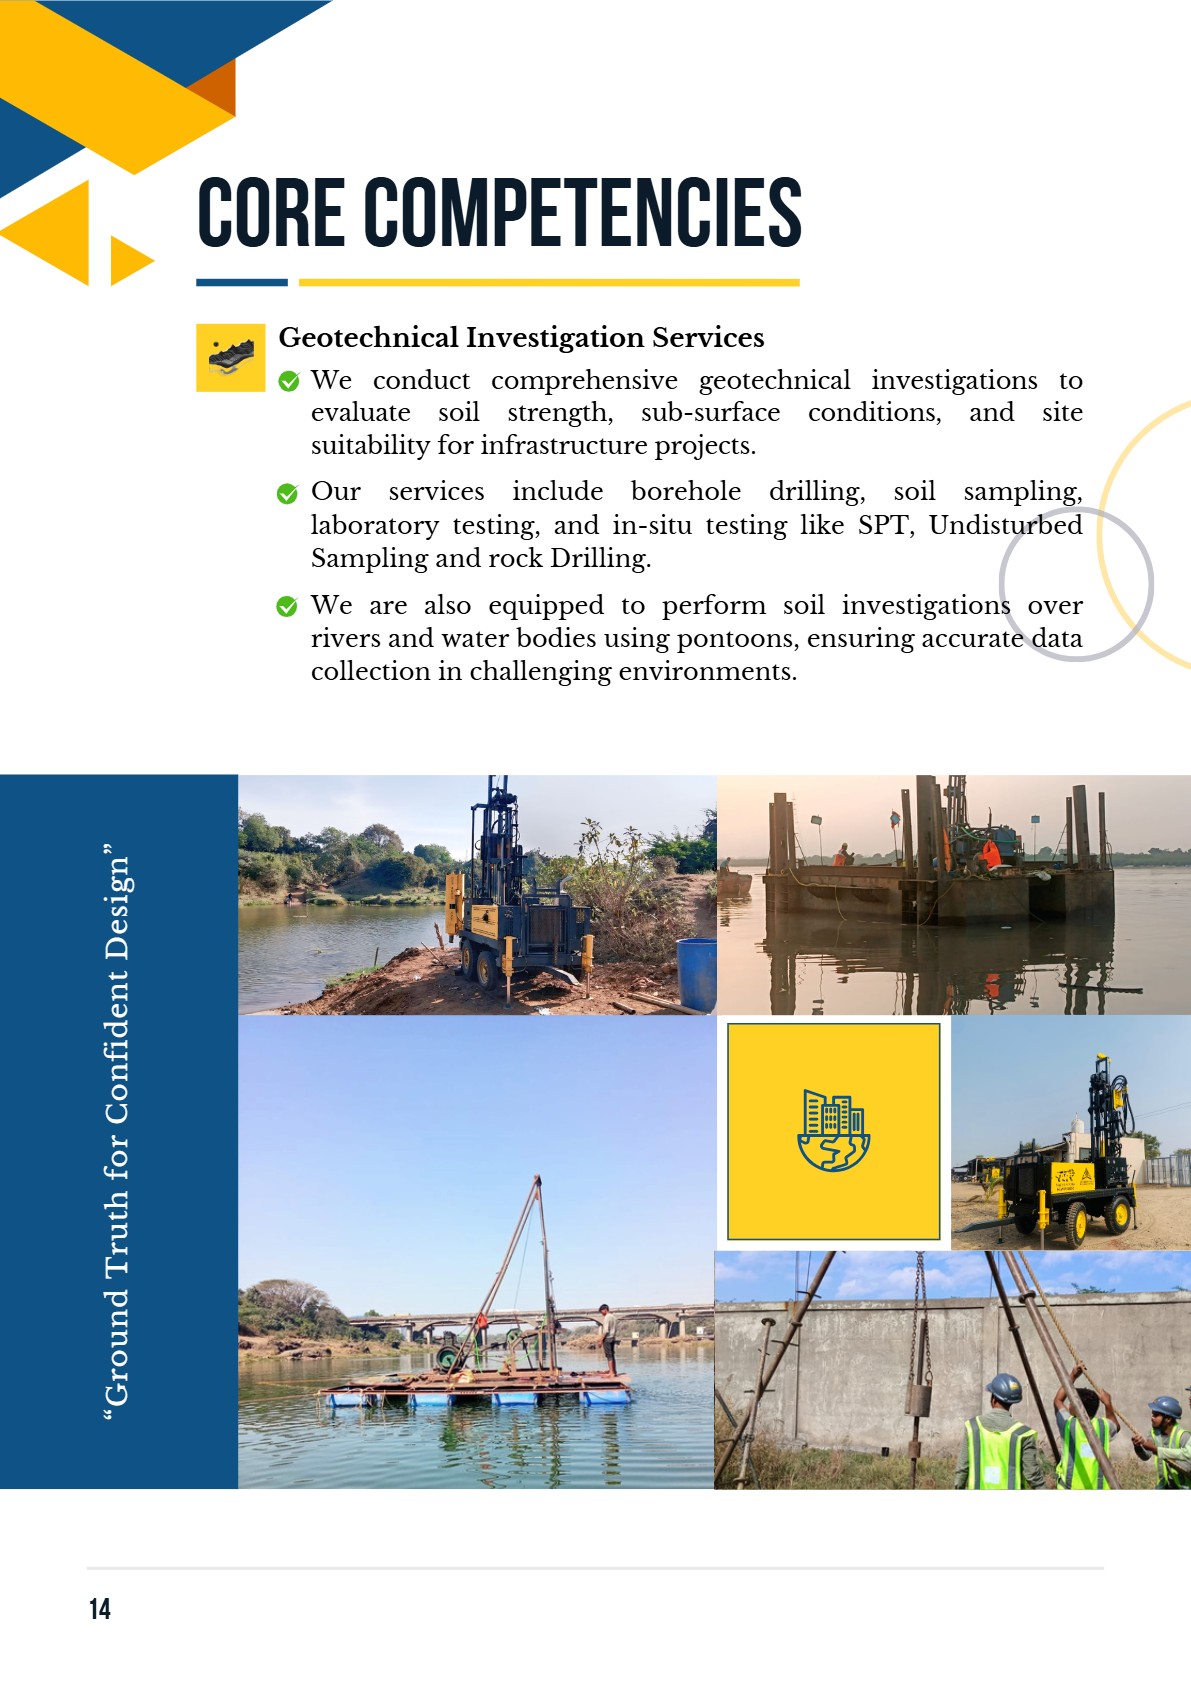 CORE COMPETENCIES
Geotechnical Investigation Services
We conduct comprehensive geotechnical investigations to
evaluate soil strength, sub-surface conditions, and site
suitability for infrastructure projects.
Our services include borehole drilling, soil sampling,
laboratory testing, and in-situ testing like SPT, Undisturbed
Sampling and rock Drilling.
We are also equipped to perform soil investigations over
rivers and water bodies using pontoons, ensuring accurate data
collection in challenging environments.
“Ground Truth for Confident Design”
14